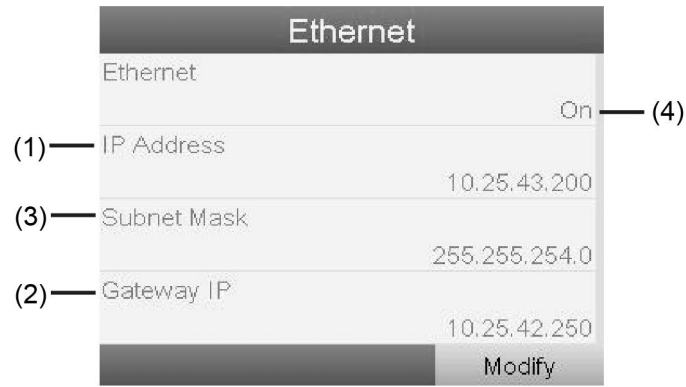 Ethernet
Ethernet
On
(4)
(1)
IP Address
10.25.43.200
(3)
Subnet Mask
255.255.254.0
(2)
Gateway IP
10.25.42.250
Modify